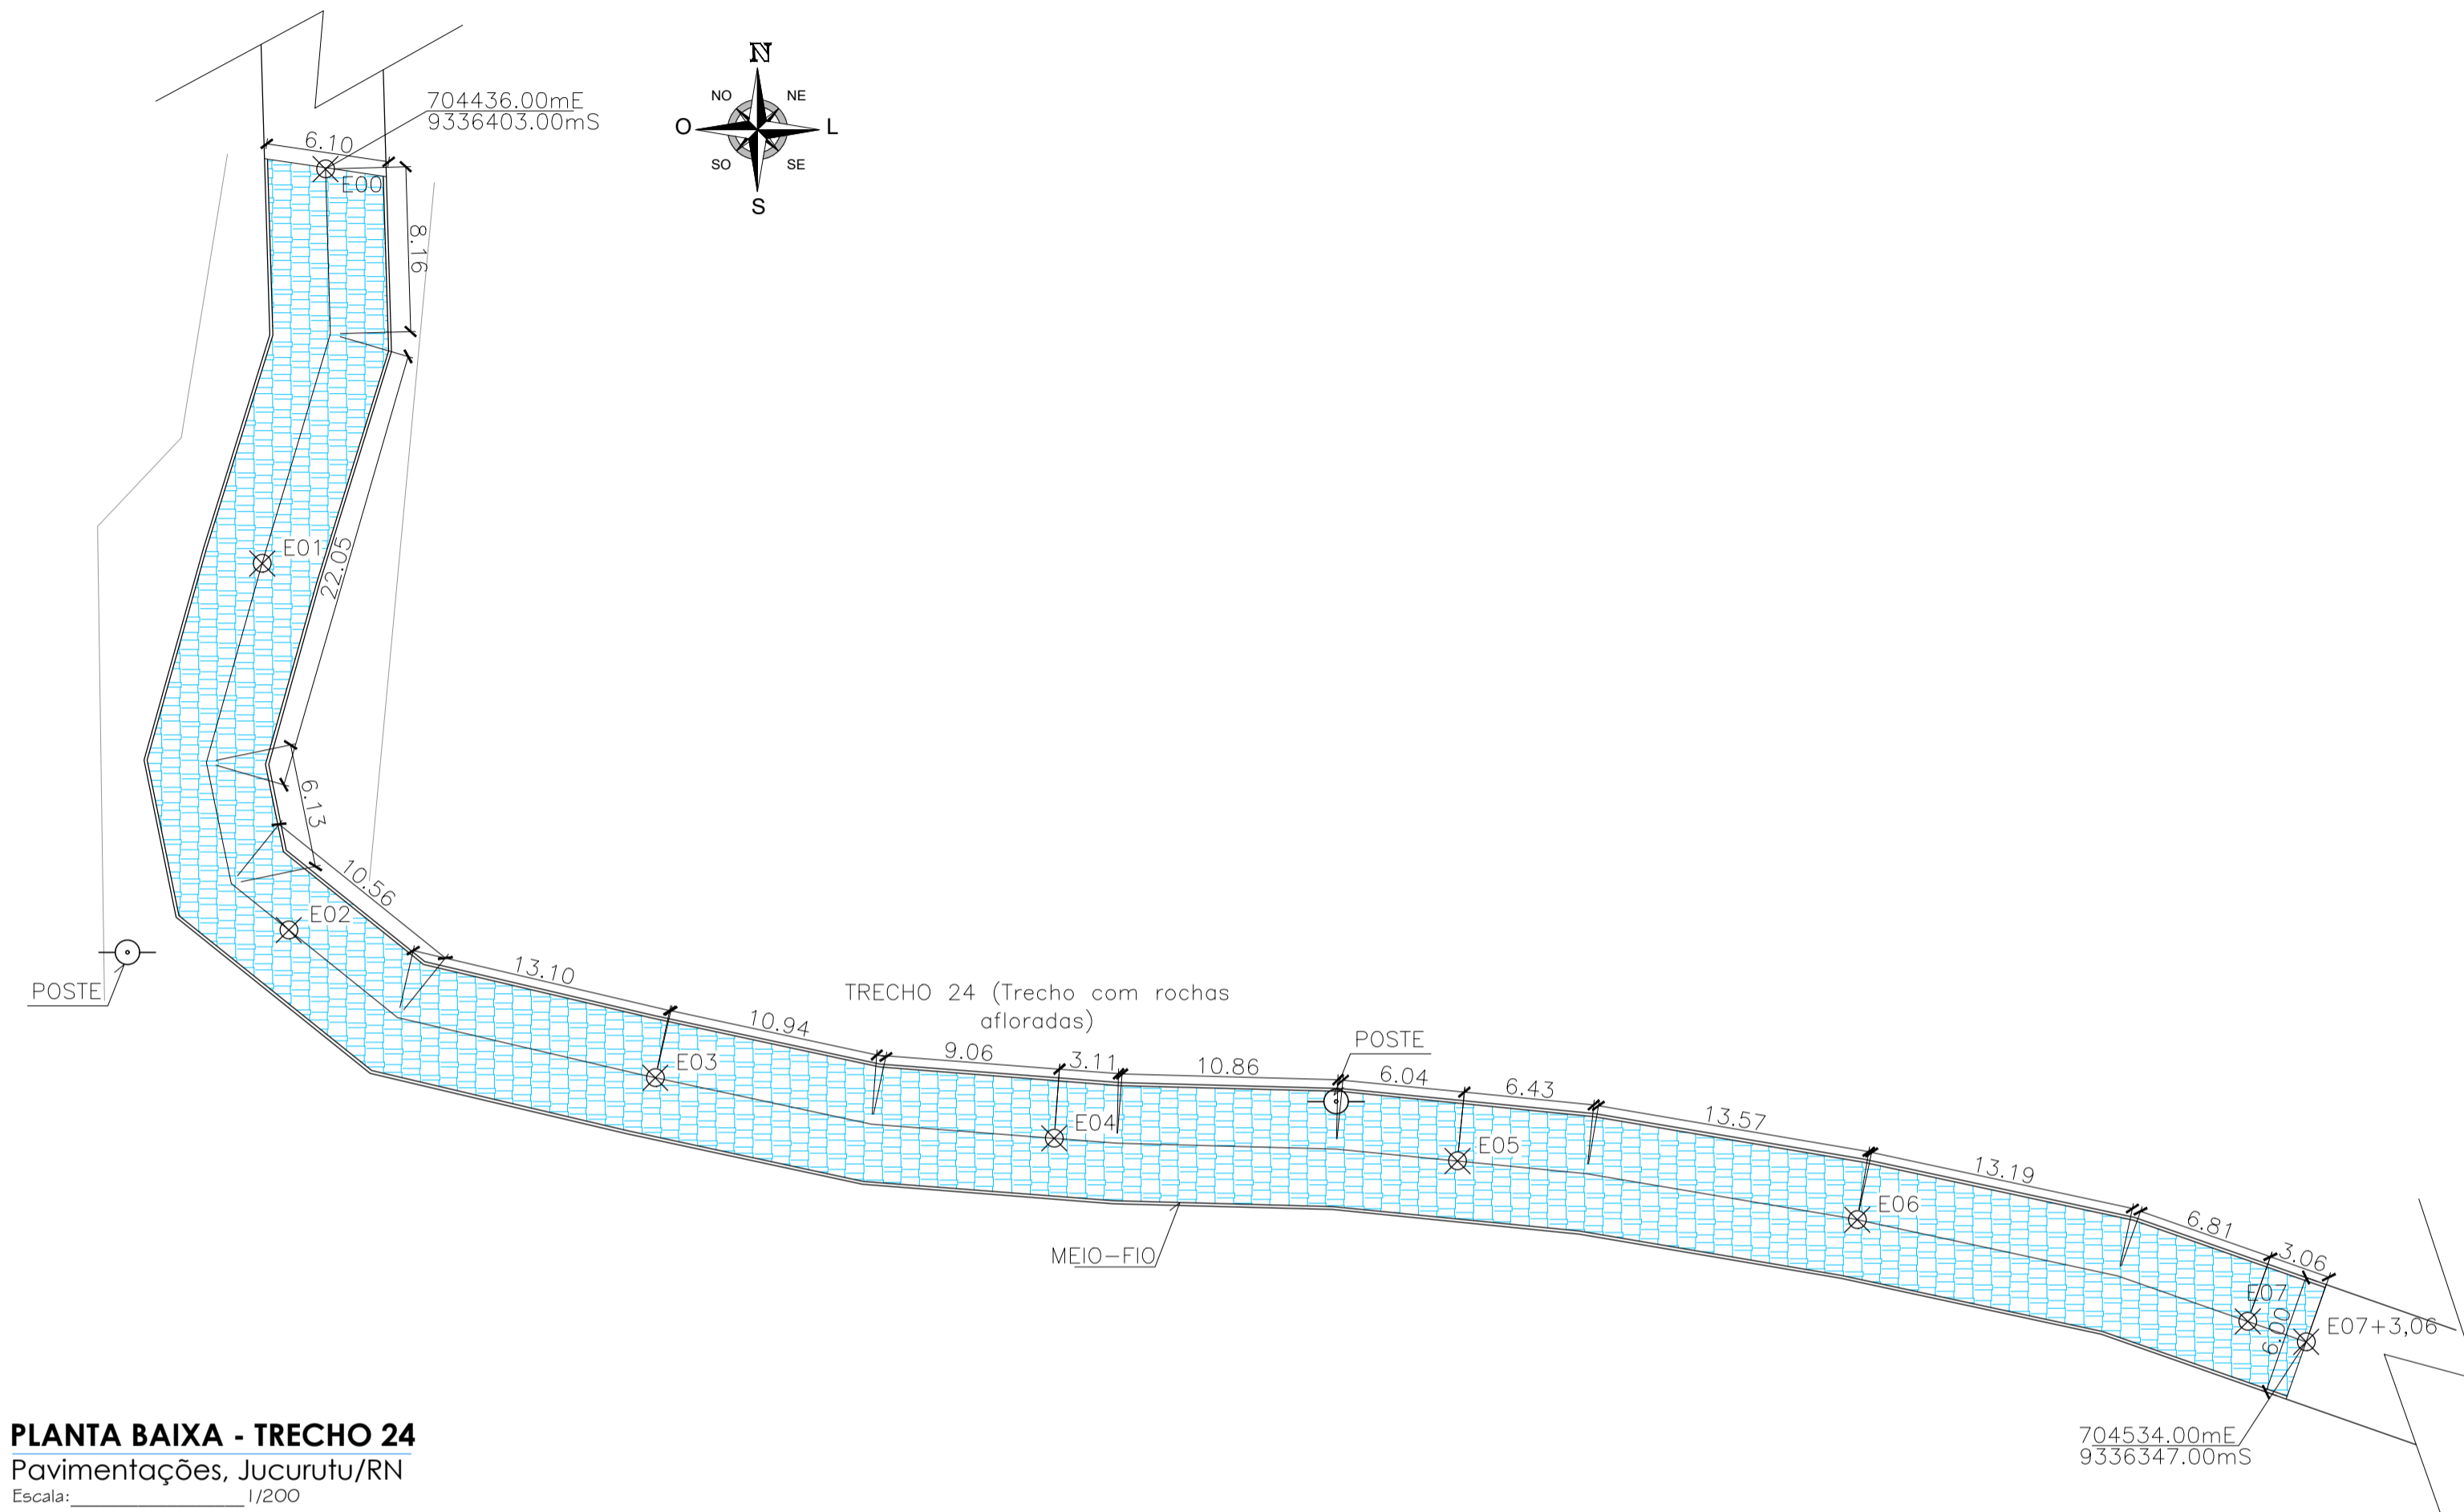 N
NO
NE
O
L
SO
SE
S
704436.00mE
9336403.00mS
6.10
E00
8.16
E01
22.05
6.13
10.56
E02
POSTE
13.10
TRECHO 24 (Trecho com rochas
afloradas)
10.94
E03
9.06
3.11
E04
10.86
POSTE
6.04
6.43
E05
13.57
MEIO-FIO
E06
13.19
6.81
3.06
E07
6.00
E07+3,06
704534.00mE
9336347.00mS
PLANTA BAIXA - TRECHO 24
Pavimentações, Jucurutu/RN
Escala: 1/200